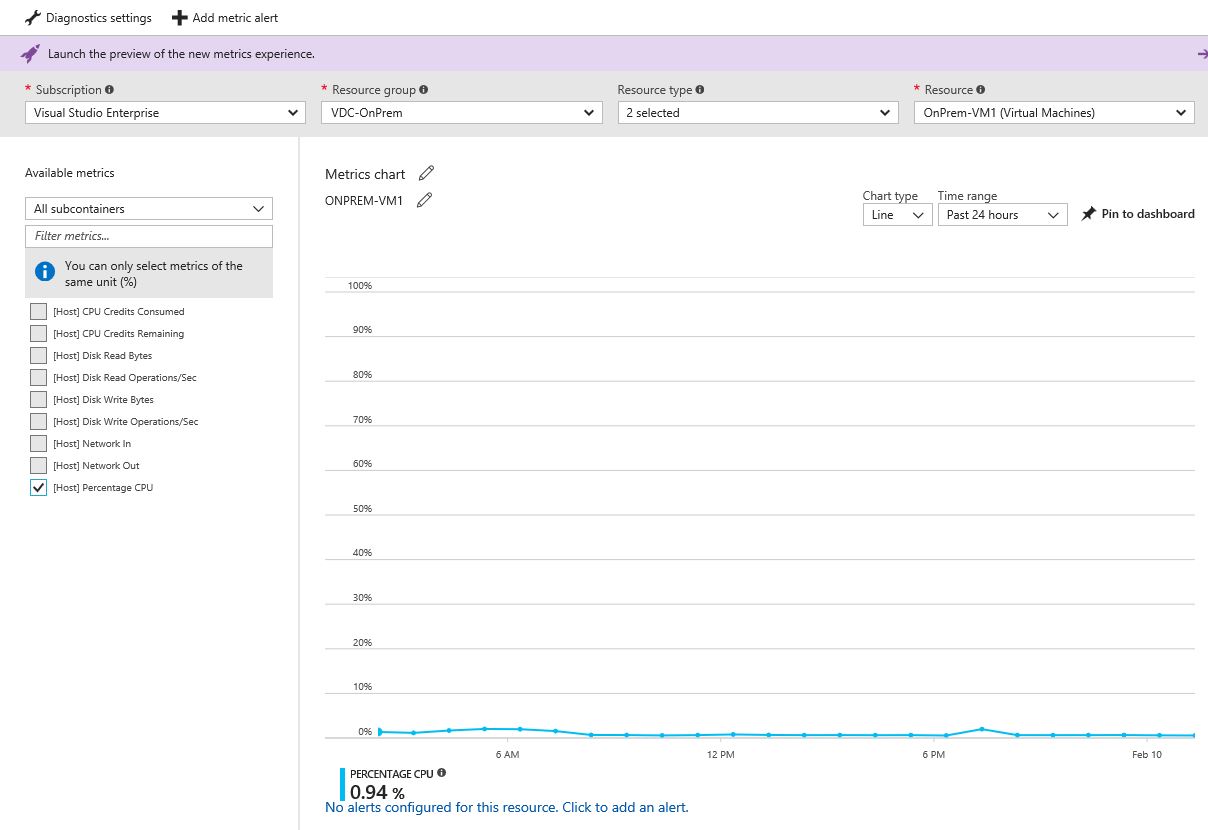 Diagnostics settings Add metric alert
Launch the preview of the new metrics experience.
* Subscription * Resource group Resource type * Resource
Visual Studio Enterprise VDC-OnPrem 2 selected OnPrem-VM1 (Virtual Machines)
Available metrics
All subcontainers
Filter metrics...
You can only select metrics of the
same unit (%)
[Host] CPU Credits Consumed
[Host] CPU Credits Remaining
[Host] Disk Read Bytes
[Host] Disk Read Operations/Sec
[Host] Disk Write Bytes
[Host] Disk Write Operations/Sec
[Host] Network In
[Host] Network Out
[Host] Percentage CPU
Metrics chart
ONPREM-VM1
Chart type Time range
Line Past 24 hours Pin to dashboard
100%
90%
80%
70%
60%
50%
40%
30%
20%
10%
0%
6 AM 12 PM 6 PM Feb 10
PERCENTAGE CPU
0.94 %
No alerts configured for this resource. Click to add an alert.